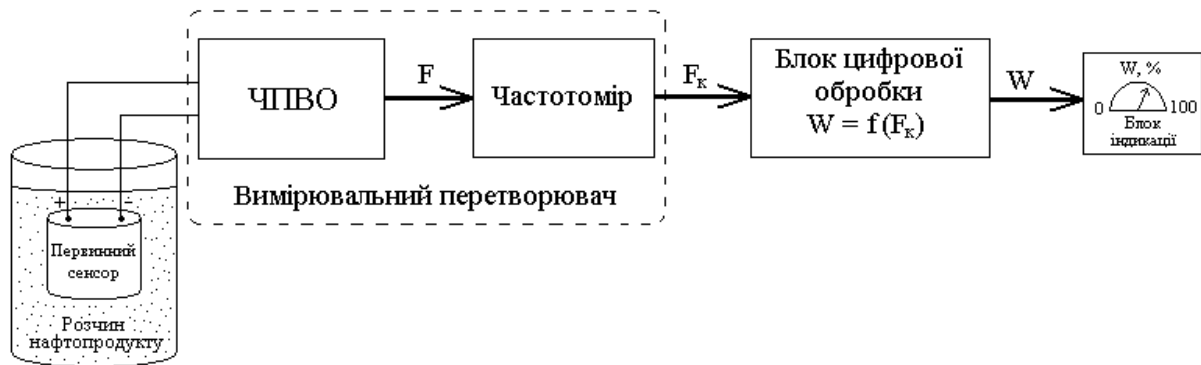 ЧПВО
F
Частотомір
Fк
Блок цифрової
обробки
W = f (Fк)
W
W, %
0
100
Блок
індикації
Вимірювальний перетворювач
+
-
Первинний
сенсор
Розчин
нафтопродукту